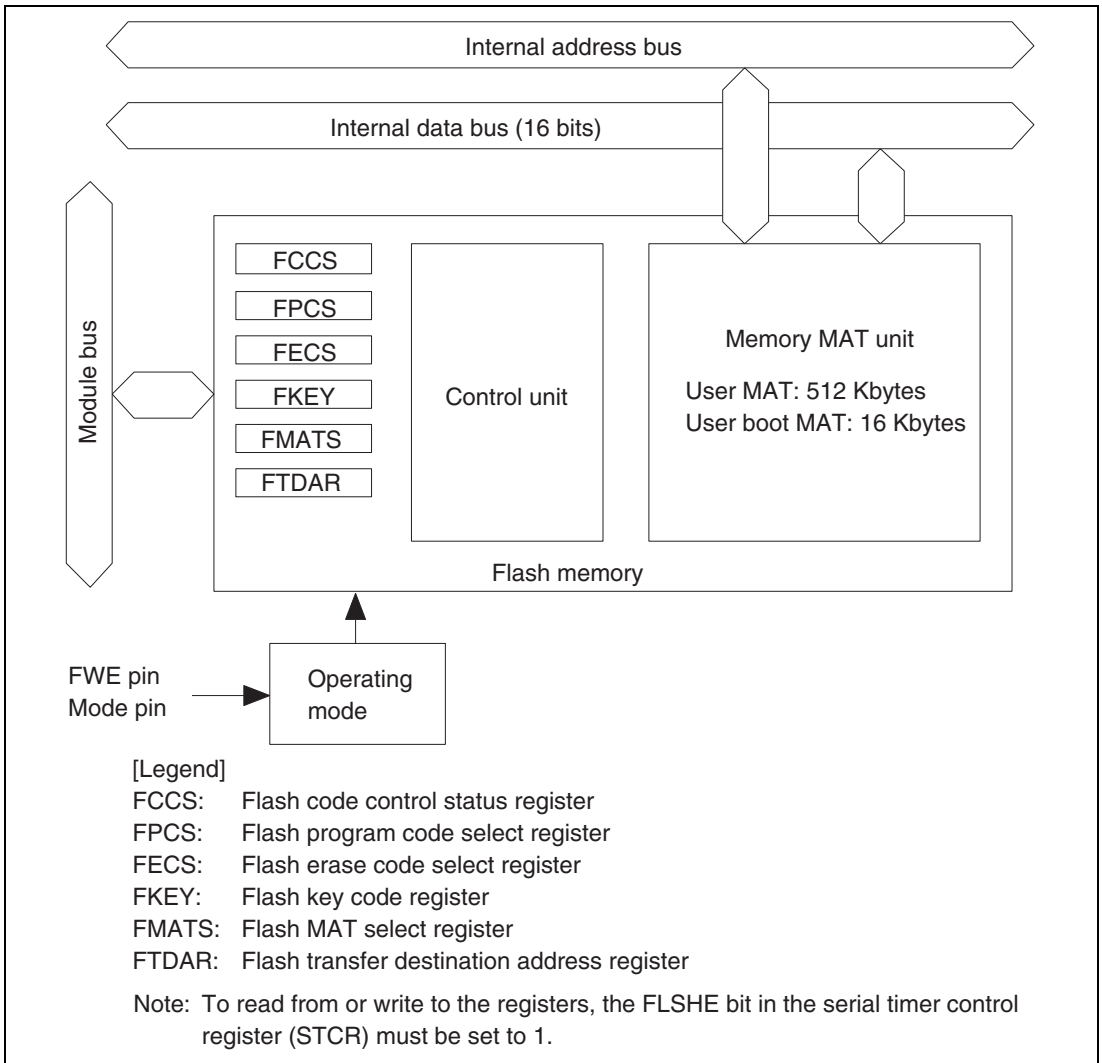 Internal address bus
Internal data bus (16 bits)
Module bus
FCCS
FPCS
FECS
FKEY
FMATS
FTDAR
Control unit
Memory MAT unit
User MAT: 512 Kbytes
User boot MAT: 16 Kbytes
Flash memory
FWE pin
Mode pin
Operating
mode
[Legend]
FCCS: Flash code control status register
FPCS: Flash program code select register
FECS: Flash erase code select register
FKEY: Flash key code register
FMATS: Flash MAT select register
FTDAR: Flash transfer destination address register
Note: To read from or write to the registers, the FLSHE bit in the serial timer control
register (STCR) must be set to 1.